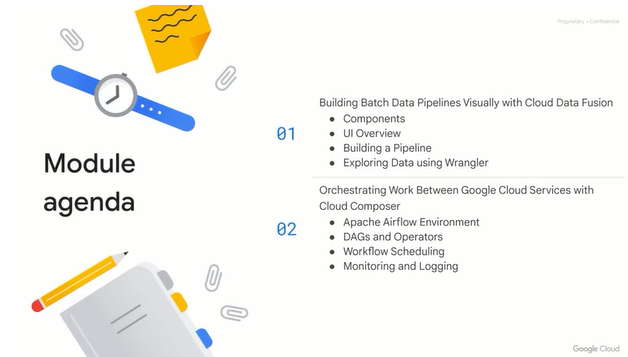 Proprietary + Confidential
Module
agenda
01
Building Batch Data Pipelines Visually with Cloud Data Fusion
● Components
● UI Overview
● Building a Pipeline
● Exploring Data using Wrangler
02
Orchestrating Work Between Google Cloud Services with
Cloud Composer
● Apache Airflow Environment
● DAGs and Operators
● Workflow Scheduling
● Monitoring and Logging
Google Cloud